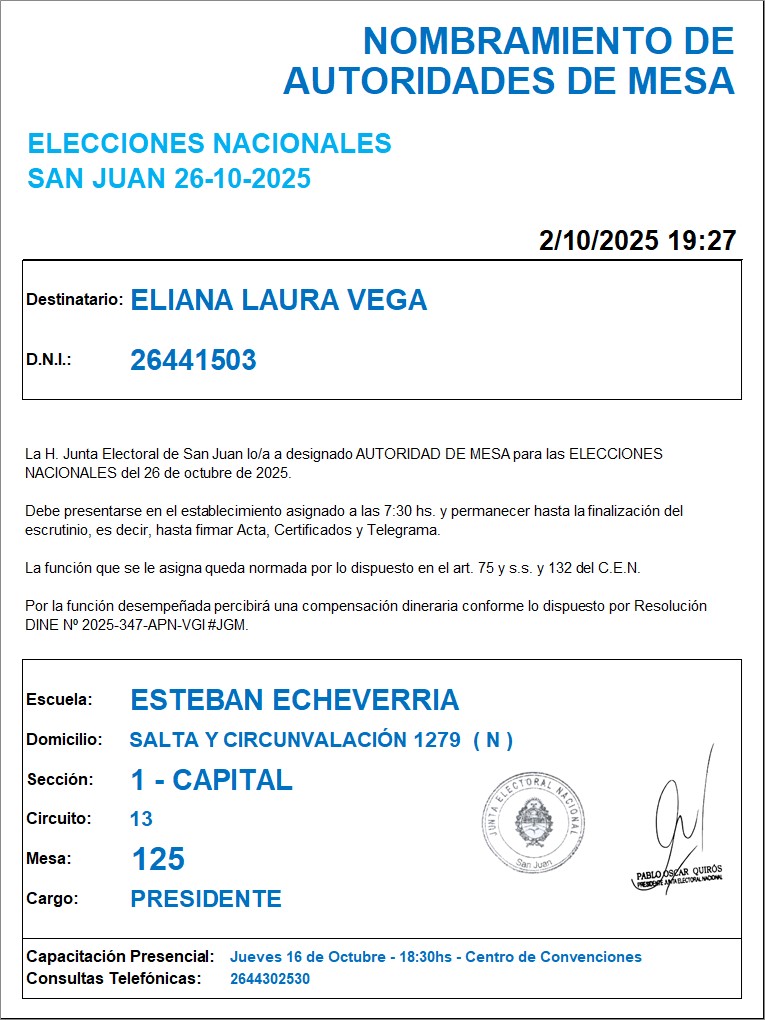 NOMBRAMIENTO DE
AUTORIDADES DE MESA
ELECCIONES NACIONALES
SAN JUAN 26-10-2025
2/10/2025 19:27
Destinatario: ELIANA LAURA VEGA
D.N.I.: 26441503
La H. Junta Electoral de San Juan lo/a a designado AUTORIDAD DE MESA para las ELECCIONES
NACIONALES del 26 de octubre de 2025.
Debe presentarse en el establecimiento asignado a las 7:30 hs. y permanecer hasta la finalización del
escrutinio, es decir, hasta firmar Acta, Certificados y Telegrama.
La función que se le asigna queda normada por lo dispuesto en el art. 75 y s.s. y 132 del C.E.N.
Por la función desempeñada percibirá una compensación dineraria conforme lo dispuesto por Resolución
DINE Nº 2025-347-APN-VGI#JGM.
Escuela: ESTEBAN ECHEVERRIA
Domicilio: SALTA Y CIRCUNVALACIÓN 1279 ( N )
Sección: 1 - CAPITAL
Circuito: 13
Mesa: 125
Cargo: PRESIDENTE
JUNTA ELECTORAL NACIONAL
San Juan
PABLO OSCAR QUIRÓS
PRESIDENTE JUNTA ELECTORAL NACIONAL
Capacitación Presencial: Jueves 16 de Octubre - 18:30hs - Centro de Convenciones
Consultas Telefónicas: 2644302530